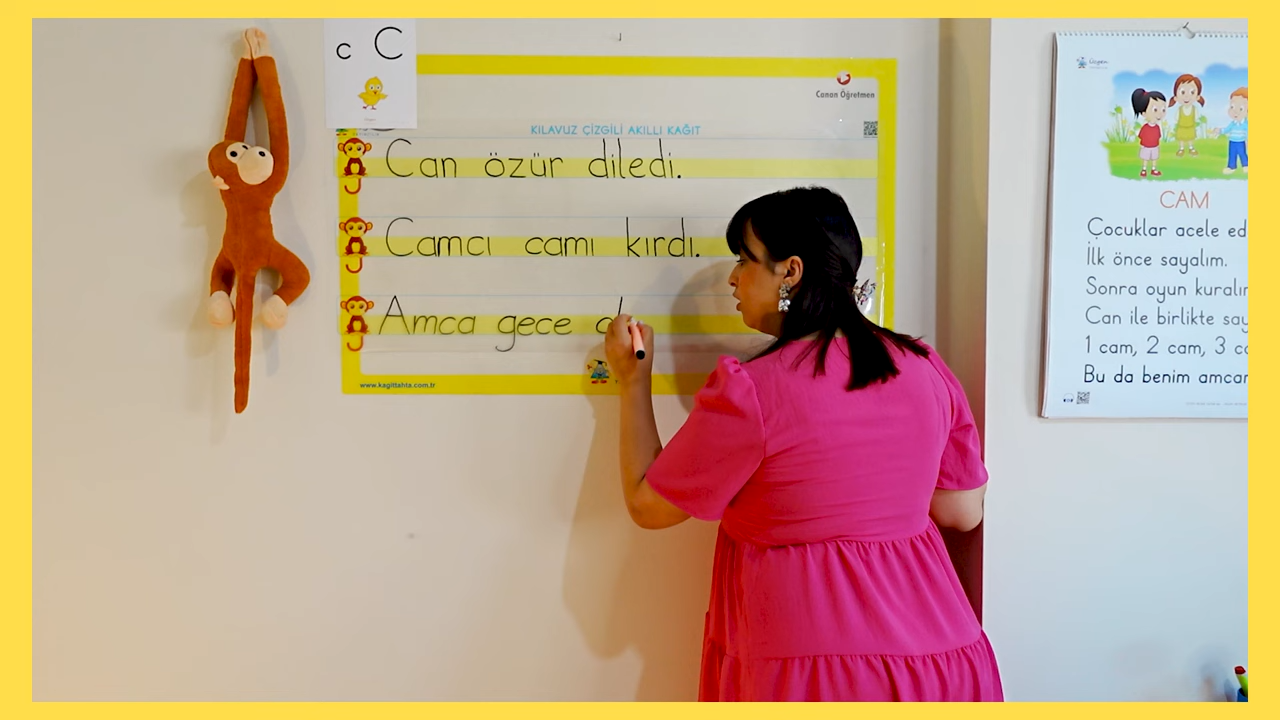 c C
Canan Öğretmen
KILAVUZ ÇİZGİLİ AKILLI KAĞIT
Can özür diledi.
Camcı camı kırdı.
Amca gece d
www.kagittahta.com.tr
CAM
Çocuklar acele ed
İlk önce sayalım.
Sonra oyun kuralın
Can ile birlikte say
1 cam, 2 cam, 3 ca
Bu da benim amcam